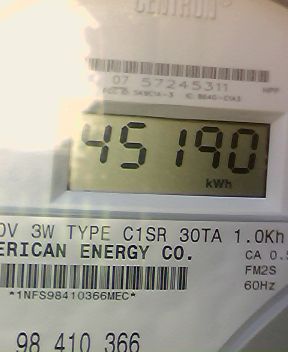 CENTRON®
07 57245311
45190
kWh
0V 3W TYPE C1SR 30TA 1.0Kh
ERICAN ENERGY CO. CA 0.5
FM2S
*1NFS98410366MEC* 60Hz
98 410 366